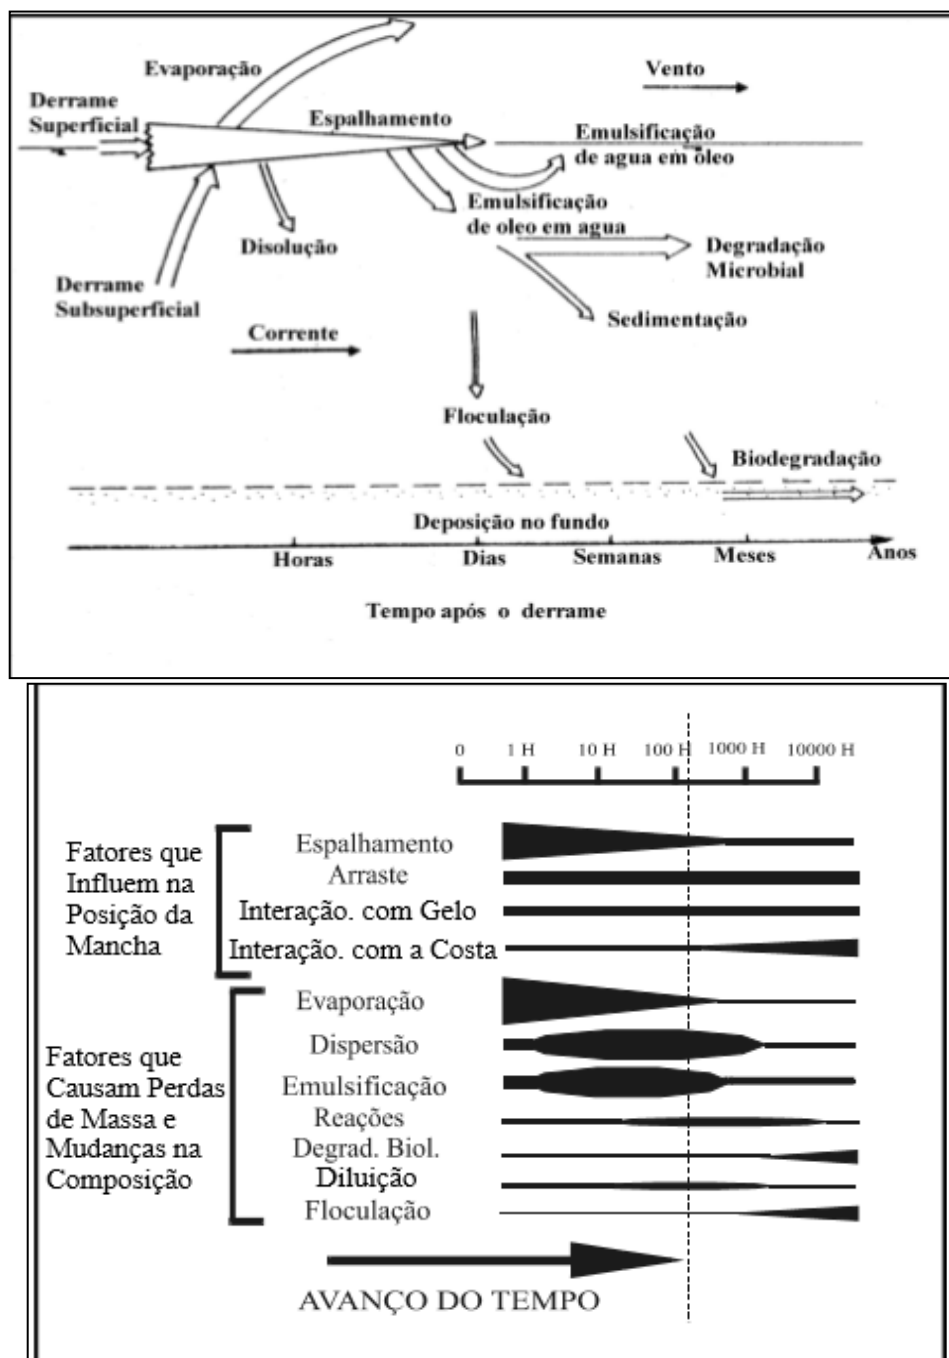 Evaporação
Vento
Derrame
Superficial
Espalhamento
Emulsificação
de agua em óleo
Emulsificação
de oleo em agua
Disolução
Degradação
Microbial
Derrame
Subsuperficial
Sedimentação
Corrente
Floculação
Biodegradação
Deposição no fundo
Horas
Dias
Semanas
Meses
Anos
Tempo após o derrame
0 1 H 10 H 100 H 1000 H 10000 H
Fatores que
Influem na
Posição da
Mancha
Espalhamento
Arraste
Interação. com Gelo
Interação. com a Costa
Fatores que
Causam Perdas
de Massa e
Mudanças na
Composição
Evaporação
Dispersão
Emulsificação
Reações
Degrad. Biol.
Diluição
Floculação
AVANÇO DO TEMPO